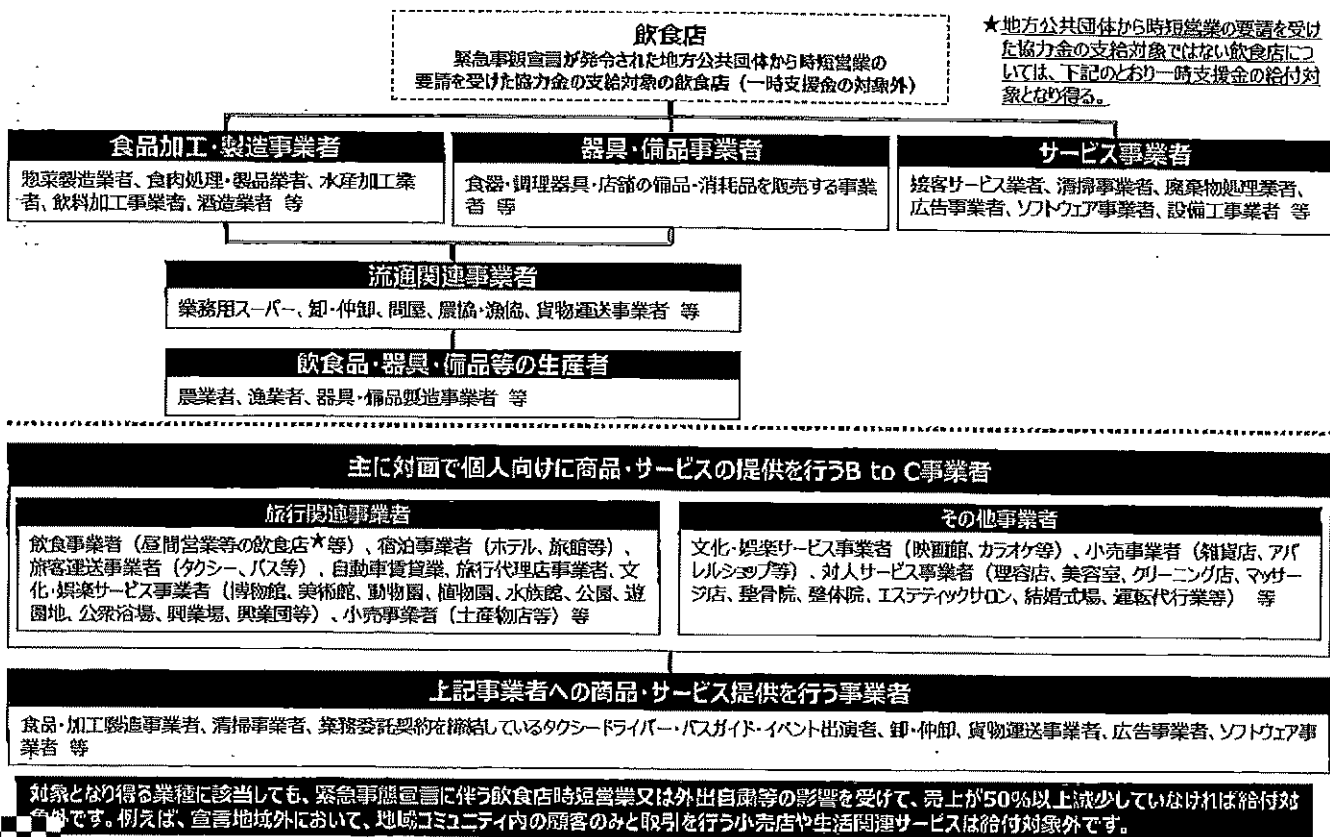 飲食店
緊急事態宣言が発令された地方公共団体から時短営業の
要請を受けた協力金の支給対象の飲食店(一時支援金の対象外)
★地方公共団体から時短営業の要請を受け
た協力金の支給対象ではない飲食店につ
いては、下記のとおり一時支援金の給付対
象となり得る。
食品加工・製造事業者
惣菜製造業者、食肉処理・製品業者、水産加工業
者、飲料加工事業者、酒造業者 等
器具・備品事業者
食器・調理器具・店舗の備品・消耗品を販売する事業
者 等
サービス事業者
接客サービス業者、清掃事業者、廃棄物処理業者、
広告事業者、ソフトウェア事業者、設備工事業者 等
流通関連事業者
業務用スーパー、卸・仲卸、問屋、農協・漁協、貨物運送事業者 等
飲食品・器具・備品等の生産者
農業者、漁業者、器具・備品製造事業者 等
主に対面で個人向けに商品・サービスの提供を行うB to C事業者
旅行関連事業者
飲食事業者(昼間営業等の飲食店★等)、宿泊事業者(ホテル、旅館等)、
旅客運送事業者(タクシー、バス等)、自動車賃貸業、旅行代理店事業者、文
化・娯楽サービス事業者(博物館、美術館、動物園、植物園、水族館、公園、遊
園地、公衆浴場、興業場、興業団等)、小売事業者(土産物店等)等
その他事業者
文化・娯楽サービス事業者(映画館、カラオケ等)、小売事業者(雑貨店、アパ
レルショップ等)、対人サービス事業者(理容店、美容室、クリーニング店、マッサー
ジ店、整骨院、整体院、エステティックサロン、結婚式場、運転代行業等) 等
上記事業者への商品・サービス提供を行う事業者
食品・加工製造事業者、清掃事業者、業務委託契約を締結しているタクシードライバー・バスガイド・イベント出演者、卸・仲卸、貨物運送事業者、広告事業者、ソフトウェア事
業者 等
対象となり得る業種に該当しても、緊急事態宣言に伴う飲食店時短営業又は外出自粛等の影響を受けて、売上が50%以上減少していなければ給付対
象外です。例えば、宣言地域外において、地域コミュニティ内の顧客のみと取引を行う小売店や生活関連サービスは給付対象外です。